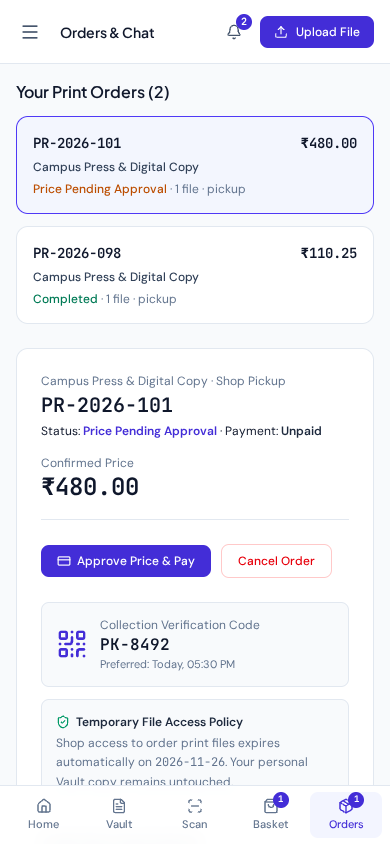 Orders & Chat
2
Upload File
Your Print Orders (2)
PR-2026-101 ₹480.00
Campus Press & Digital Copy
Price Pending Approval · 1 file · pickup
PR-2026-098 ₹110.25
Campus Press & Digital Copy
Completed · 1 file · pickup
Campus Press & Digital Copy · Shop Pickup
PR-2026-101
Status: Price Pending Approval · Payment: Unpaid
Confirmed Price
₹480.00
Approve Price & Pay
Cancel Order
Collection Verification Code
PK-8492
Preferred: Today, 05:30 PM
Temporary File Access Policy
Shop access to order print files expires
automatically on 2026-11-26. Your personal
Vault copy remains untouched.
1 1
Home Vault Scan Basket Orders